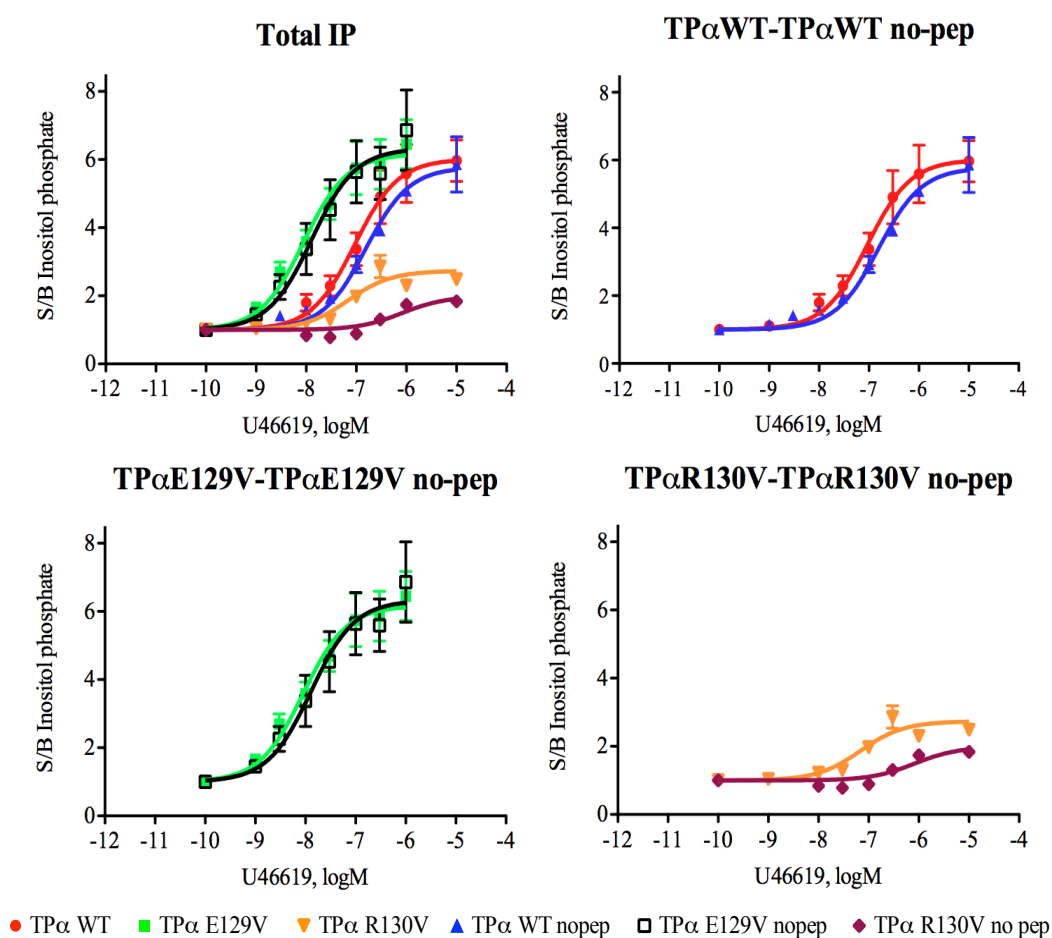 Total IP
TPαWT-TPαWT no-pep
S/B Inositol phosphate
8
6
4
2
0
-12 -11 -10 -9 -8 -7 -6 -5 -4
U46619, logM
S/B Inositol phosphate
8
6
4
2
0
-12 -11 -10 -9 -8 -7 -6 -5 -4
U46619, logM
TPαE129V-TPαE129V no-pep
TPαR130V-TPαR130V no-pep
S/B Inositol phosphate
8
6
4
2
0
-12 -11 -10 -9 -8 -7 -6 -5 -4
U46619, logM
S/B Inositol phosphate
8
6
4
2
0
-12 -11 -10 -9 -8 -7 -6 -5 -4
U46619, logM
TPα WT TPα E129V TPα R130V TPα WT nopep TPα E129V nopep TPα R130V no pep